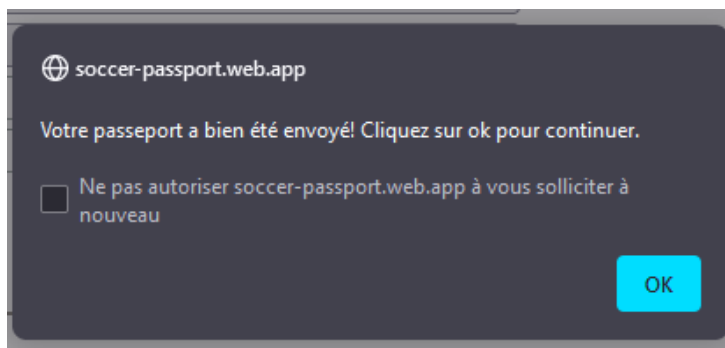 soccer-passport.web.app
Votre passeport a bien été envoyé! Cliquez sur ok pour continuer.
Ne pas autoriser soccer-passport.web.app à vous solliciter à
nouveau
OK